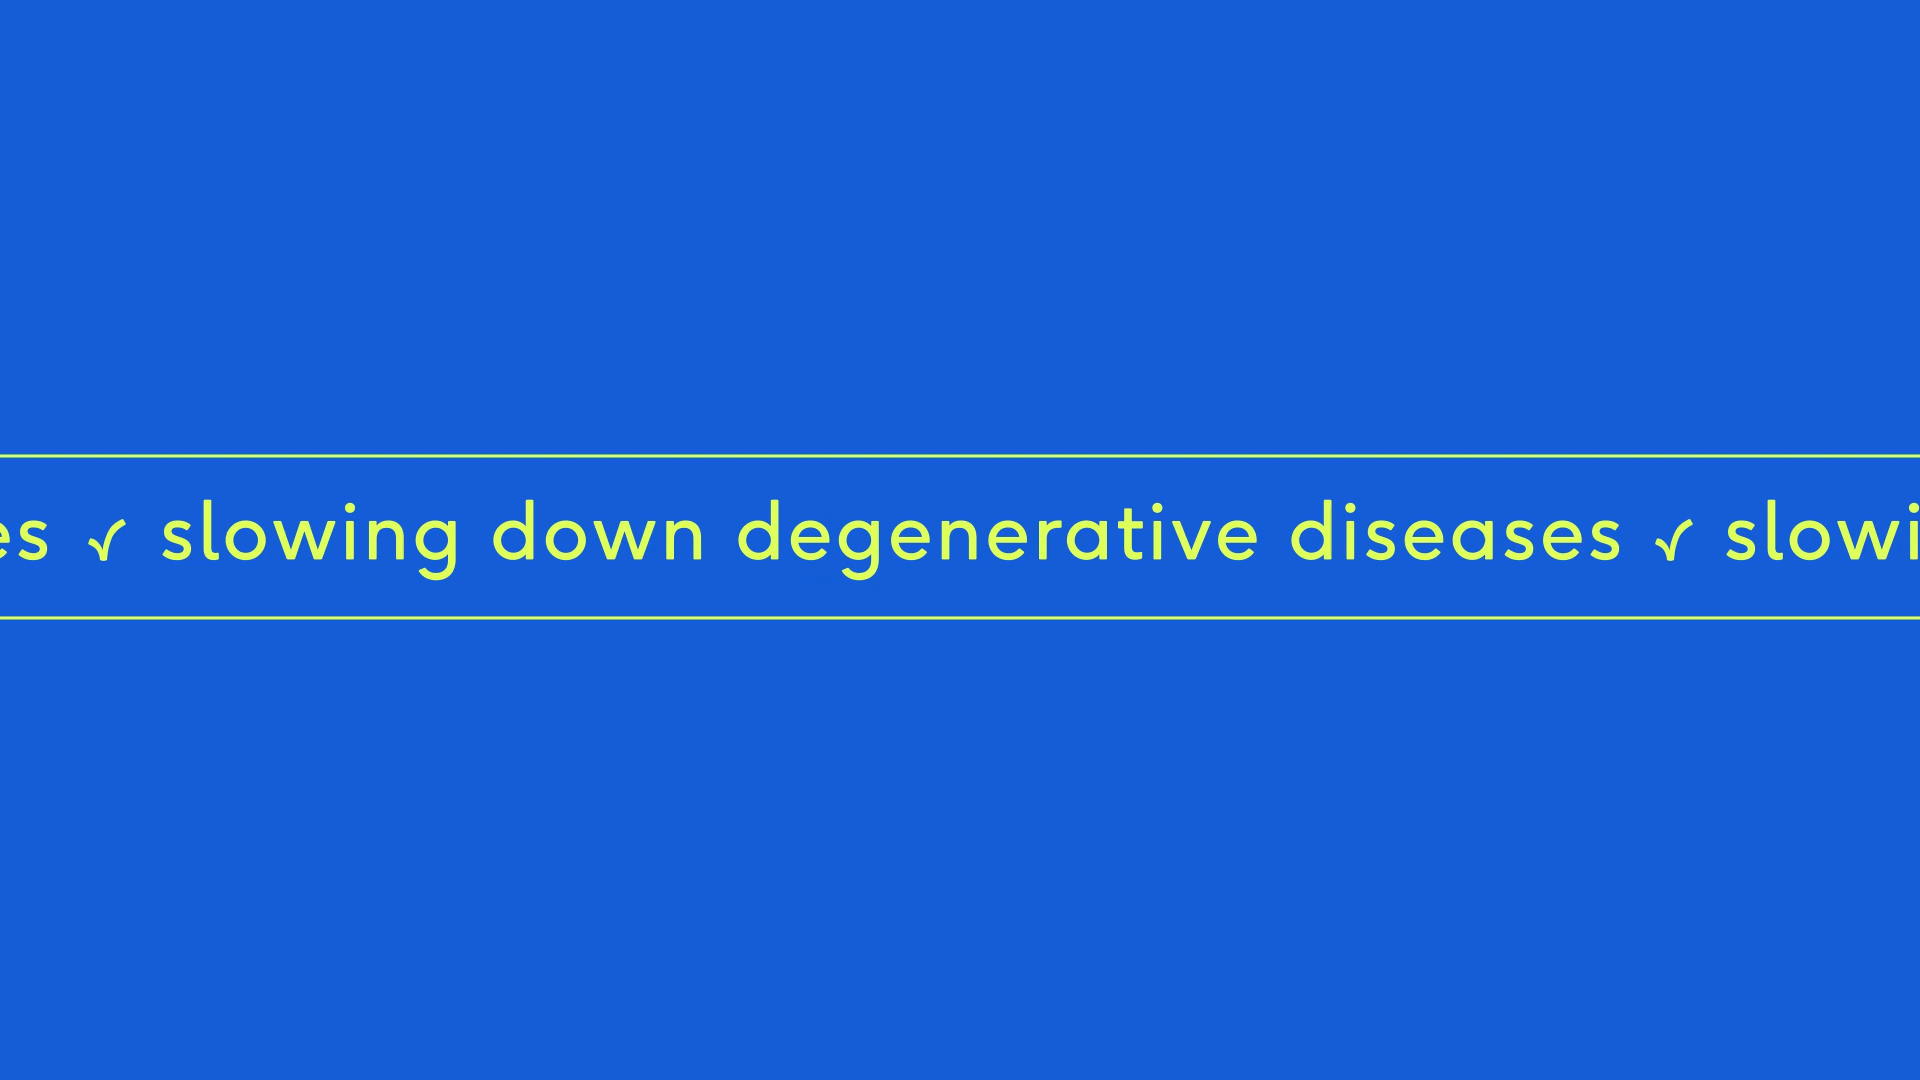 es ✓ slowing down degenerative diseases ✓ slowi